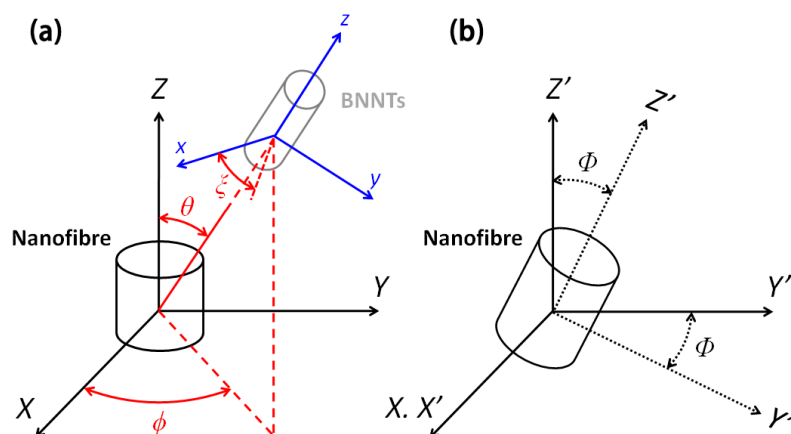 (a)
z
BNNTs
Z
x
y
ξ
θ
Nanofibre
Y
X
ϕ
(b)
Z’
Z’
Φ
Nanofibre
Y’
Φ
X. X’
Y’